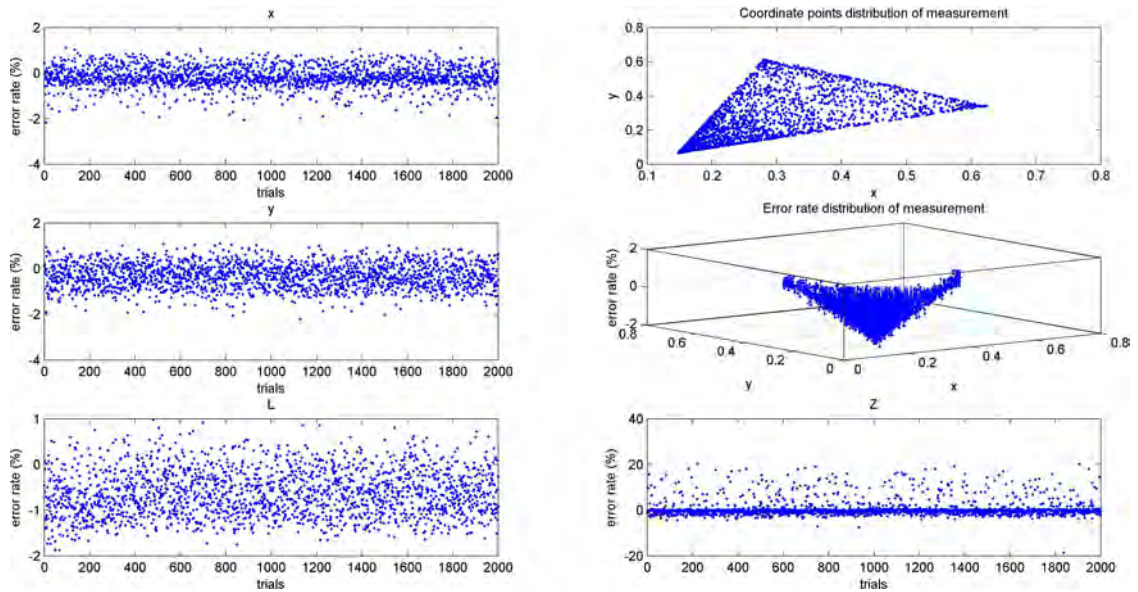 x
2
0
-2
-4
error rate (%)
0 200 400 600 800 1000 1200 1400 1600 1800 2000
trials
Coordinate points distribution of measurement
0.8
0.6
0.4
0.2
0
y
0.1 0.2 0.3 0.4 0.5 0.6 0.7 0.8
x
y
2
0
-2
-4
error rate (%)
0 200 400 600 800 1000 1200 1400 1600 1800 2000
trials
Error rate distribution of measurement
2
0
-2
error rate (%)
0.8 0.6 0.4 0.2 0
y
0 0.2 0.4 0.6 0.8
x
L
1
0
-1
-2
error rate (%)
0 200 400 600 800 1000 1200 1400 1600 1800 2000
trials
Z
40
20
0
-20
error rate (%)
0 200 400 600 800 1000 1200 1400 1600 1800 2000
trials